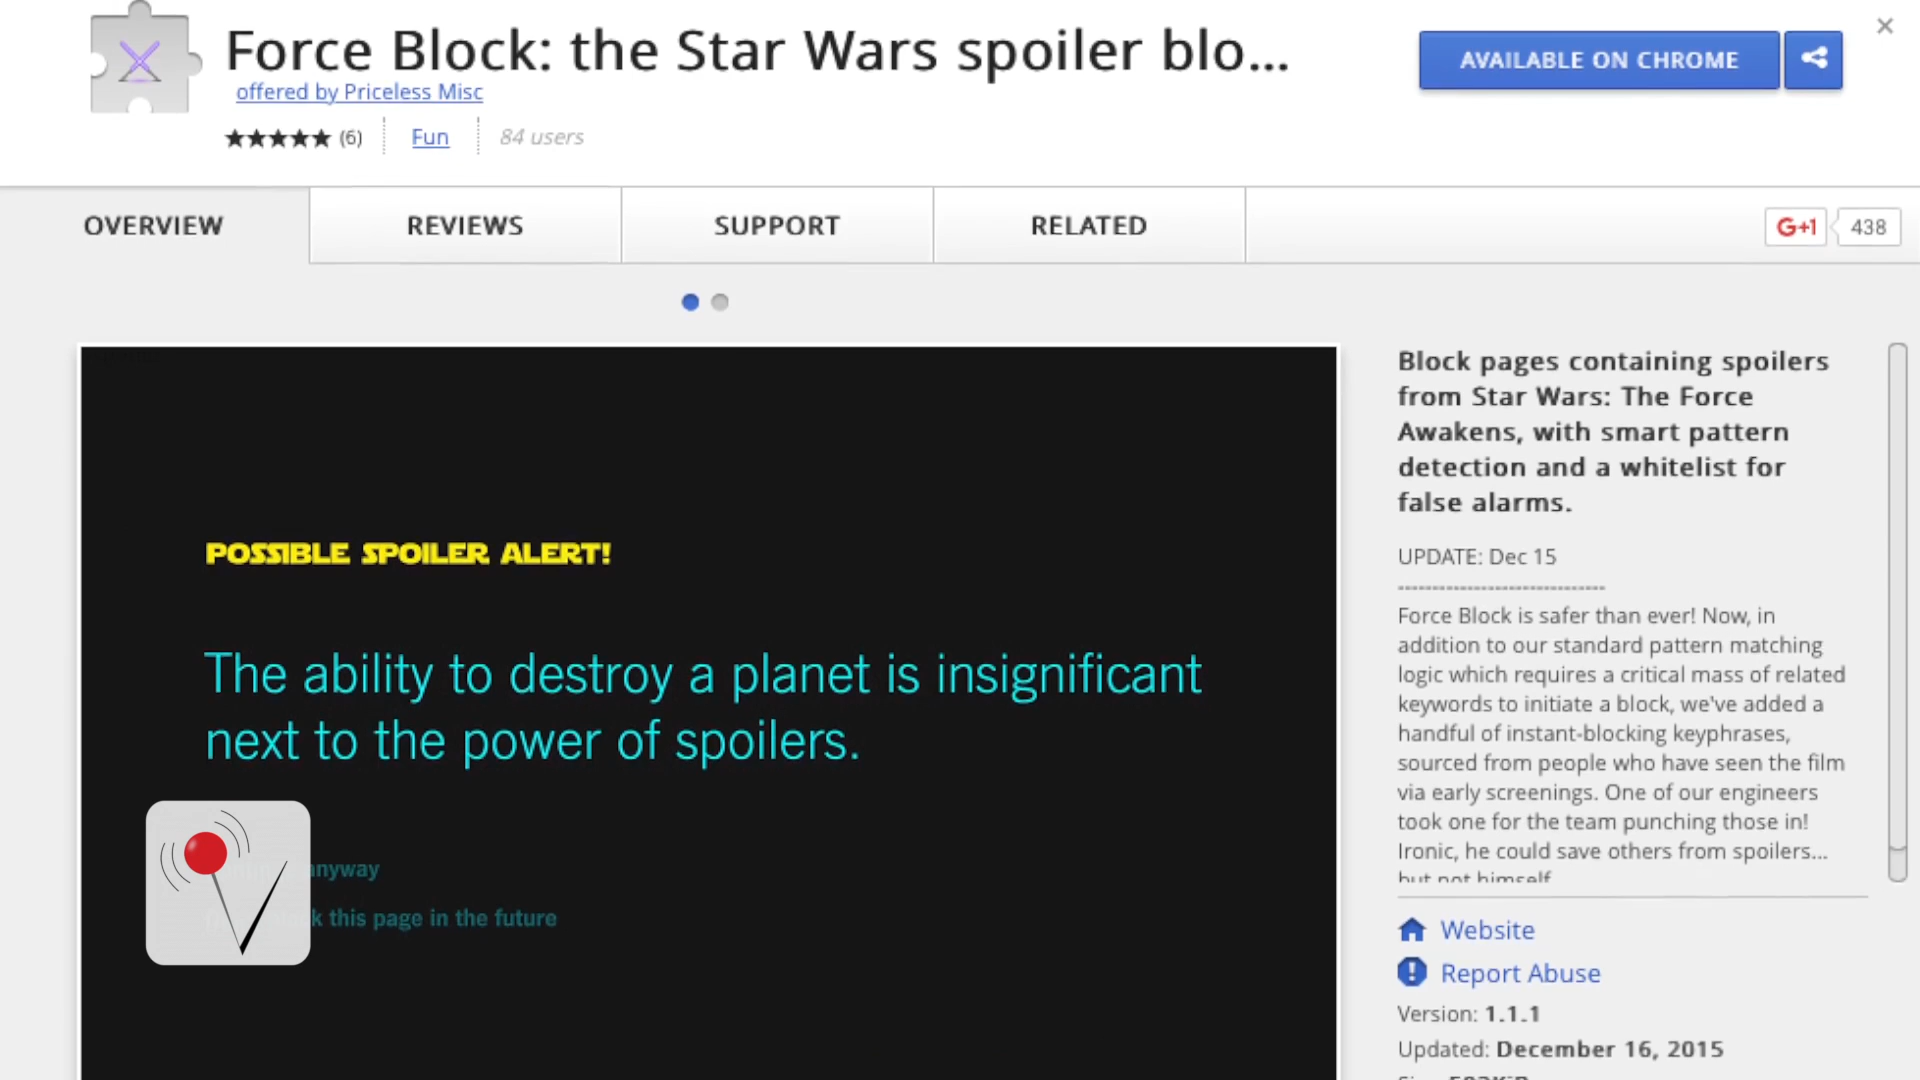 Force Block: the Star Wars spoiler blo...
AVAILABLE ON CHROME
offered by Priceless Misc
(6)
Fun
84 users
OVERVIEW
REVIEWS
SUPPORT
RELATED
G+1
438
POSSIBLE SPOILER ALERT!
The ability to destroy a planet is insignificant
next to the power of spoilers.
anyway
this page in the future
Block pages containing spoilers
from Star Wars: The Force
Awakens, with smart pattern
detection and a whitelist for
false alarms.
UPDATE: Dec 15
------------------------------
Force Block is safer than ever! Now, in
addition to our standard pattern matching
logic which requires a critical mass of related
keywords to initiate a block, we've added a
handful of instant-blocking keyphrases,
sourced from people who have seen the film
via early screenings. One of our engineers
took one for the team punching those in!
Ironic, he could save others from spoilers...
but not himself
Website
Report Abuse
Version: 1.1.1
Updated: December 16, 2015